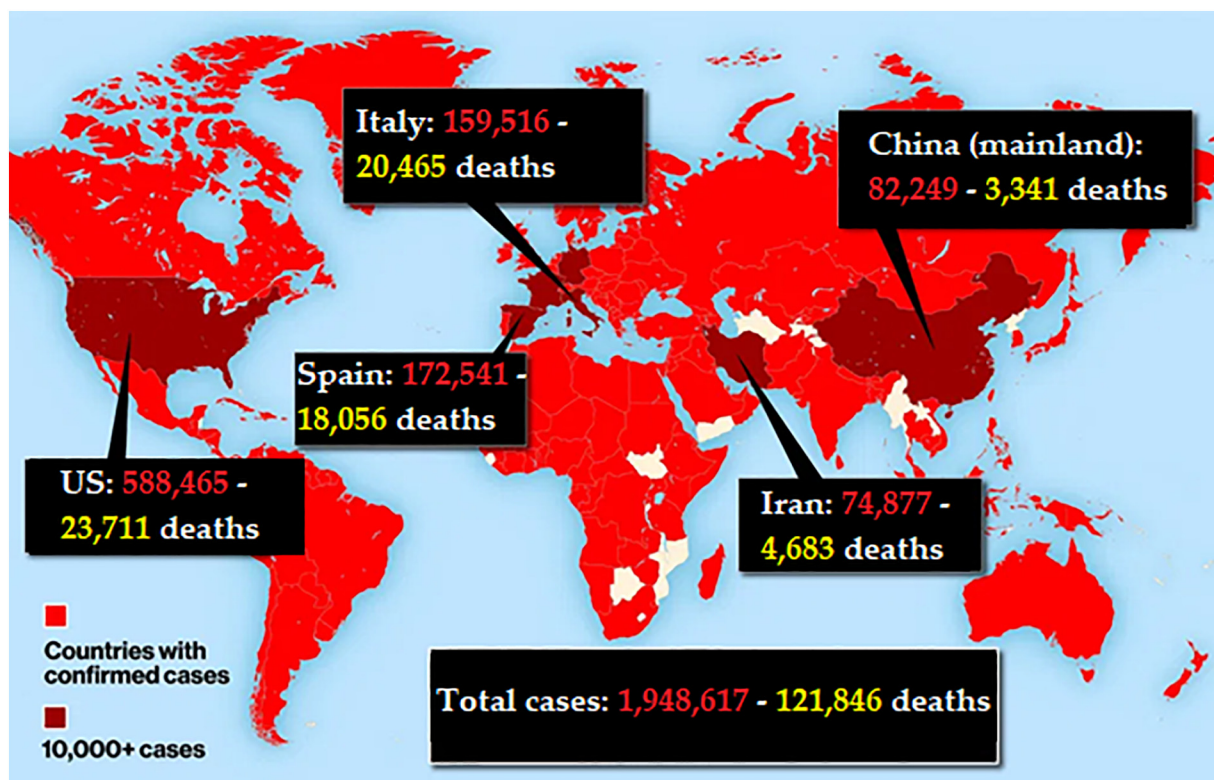 Italy: 159,516 -
20,465 deaths
China (mainland):
82,249 - 3,341 deaths
Spain: 172,541 -
18,056 deaths
US: 588,465 -
23,711 deaths
Iran: 74,877 -
4,683 deaths
Countries with
confirmed cases
10,000+ cases
Total cases: 1,948,617 - 121,846 deaths